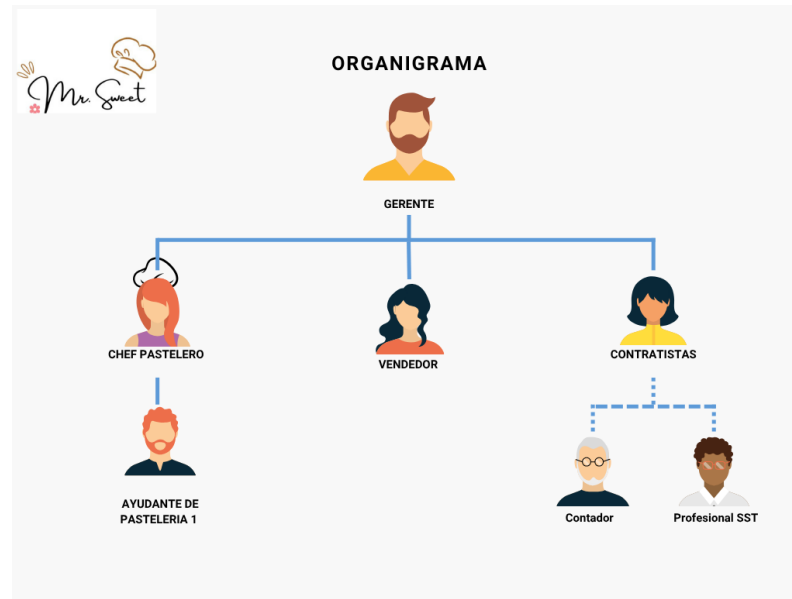 Mr. Sweet
ORGANIGRAMA
GERENTE
CHEF PASTELERO
VENDEDOR
CONTRATISTAS
AYUDANTE DE
PASTELERIA 1
Contador
Profesional SST